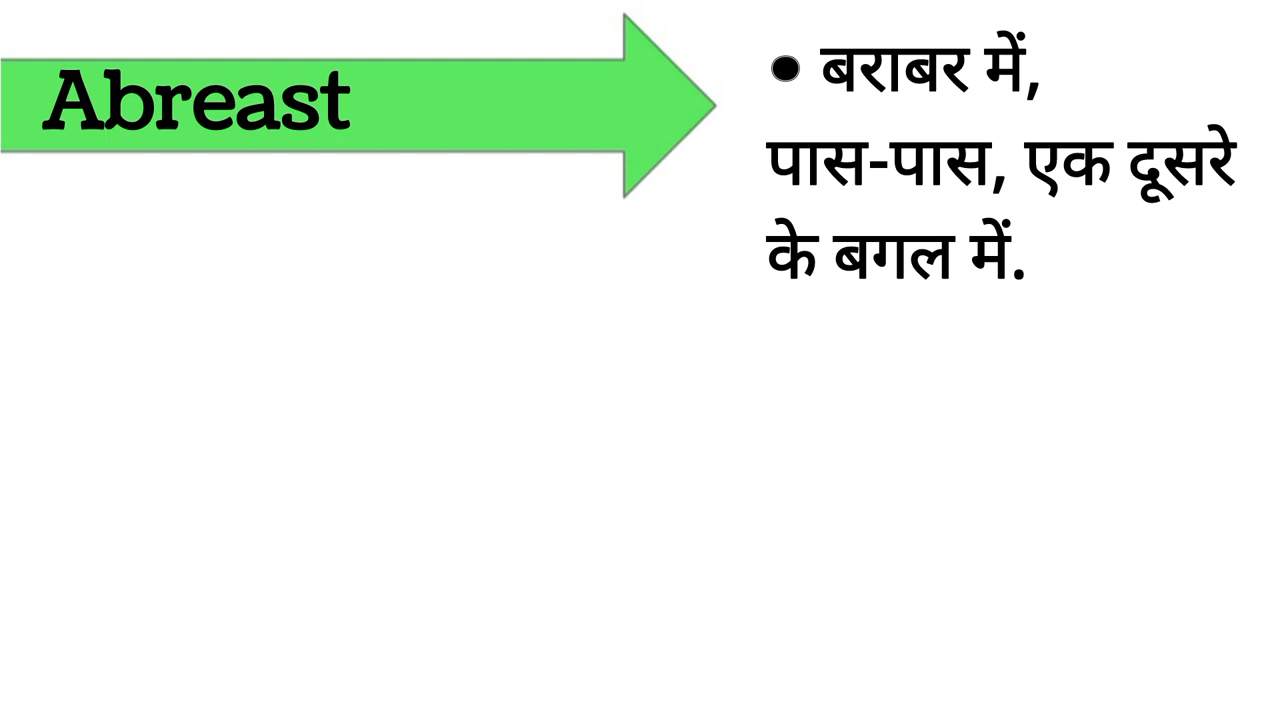 Abreast
• बराबर में,
पास-पास, एक दूसरे
के बगल में.